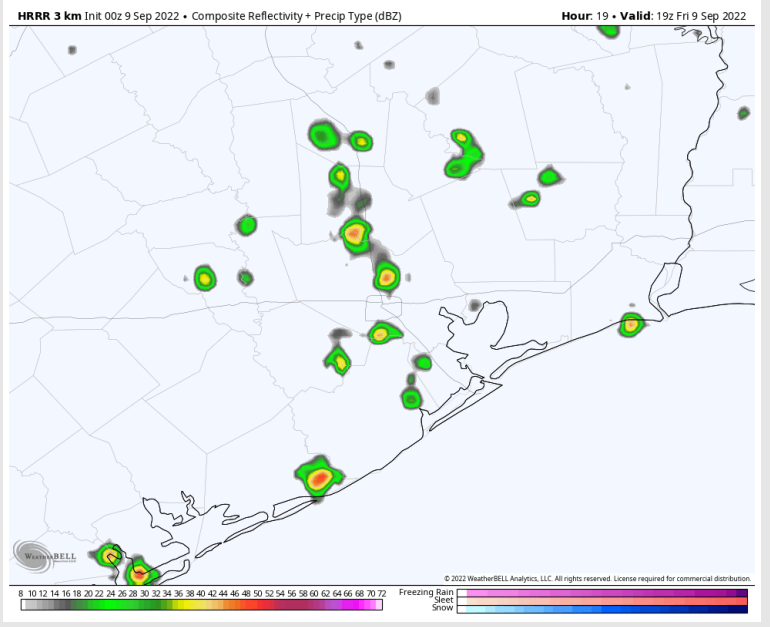 HRRR 3 km Init 00z 9 Sep 2022 • Composite Reflectivity + Precip Type (dBZ)
Hour: 19 • Valid: 19z Fri 9 Sep 2022
WEATHERBELL
© 2022 WeatherBELL Analytics, LLC. All rights reserved. License required for commercial distribution.
8 10 12 14 16 18 20 22 24 26 28 30 32 34 36 38 40 42 44 46 48 50 52 54 56 58 60 62 64 66 68 70 72
Freezing Rain
Sleet
Snow